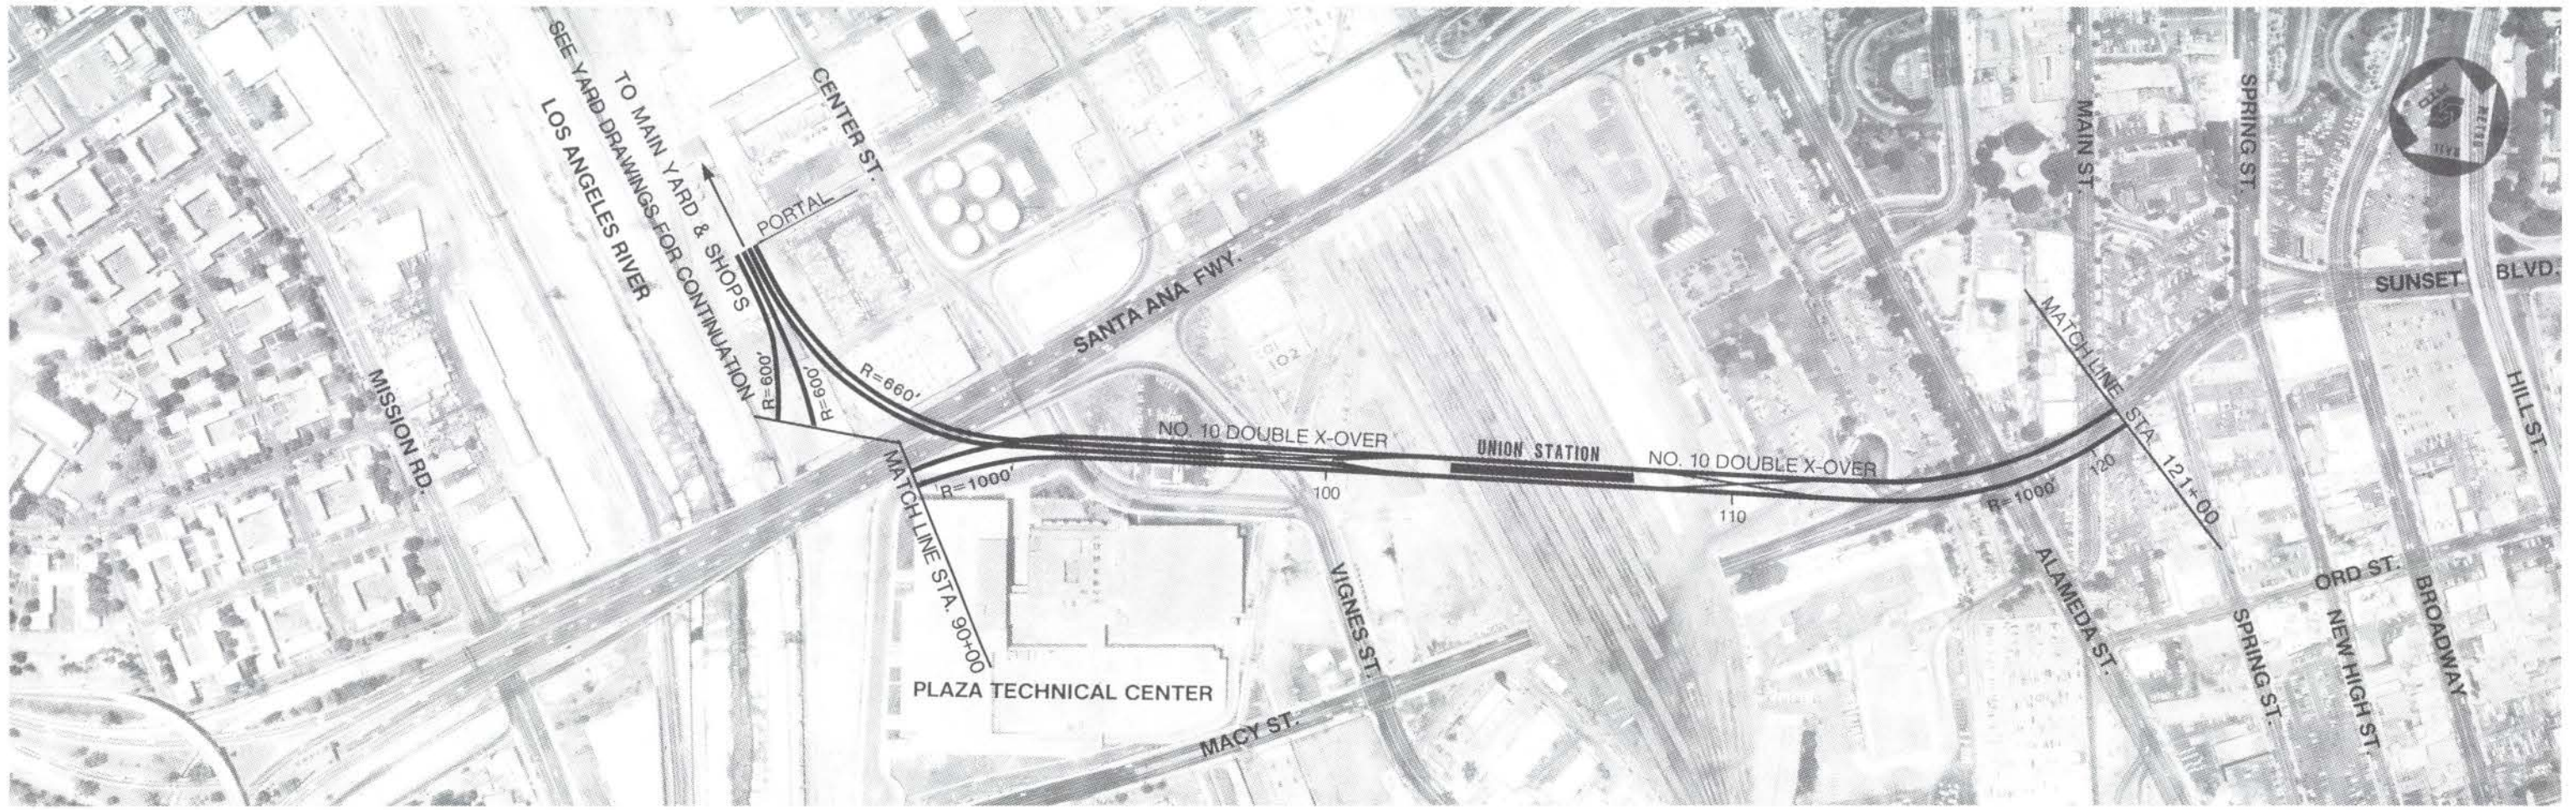 SEE YARD DRAWINGS FOR CONTINUATION
TO MAIN YARD & SHOPS
LOS ANGELES RIVER
CENTER ST.
PORTAL
MISSION RD.
R=600'
R=600'
R=660'
SANTA ANA FWY.
NO. 10 DOUBLE X-OVER
UNION STATION
NO. 10 DOUBLE X-OVER
R=1000'
100
110
120
R=1000'
MATCH LINE STA. 90+00
MATCH LINE STA. 121+00
PLAZA TECHNICAL CENTER
VIGNES ST.
MACY ST.
ALAMEDA ST.
MAIN ST.
SPRING ST.
SUNSET BLVD.
HILL ST.
ORD ST.
SPRING ST.
NEW HIGH ST.
BROADWAY
METRO
RAIL